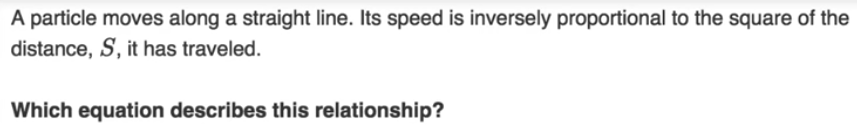 A particle moves along a straight line. Its speed is inversely proportional to the square of the
distance, S, it has traveled.
Which equation describes this relationship?